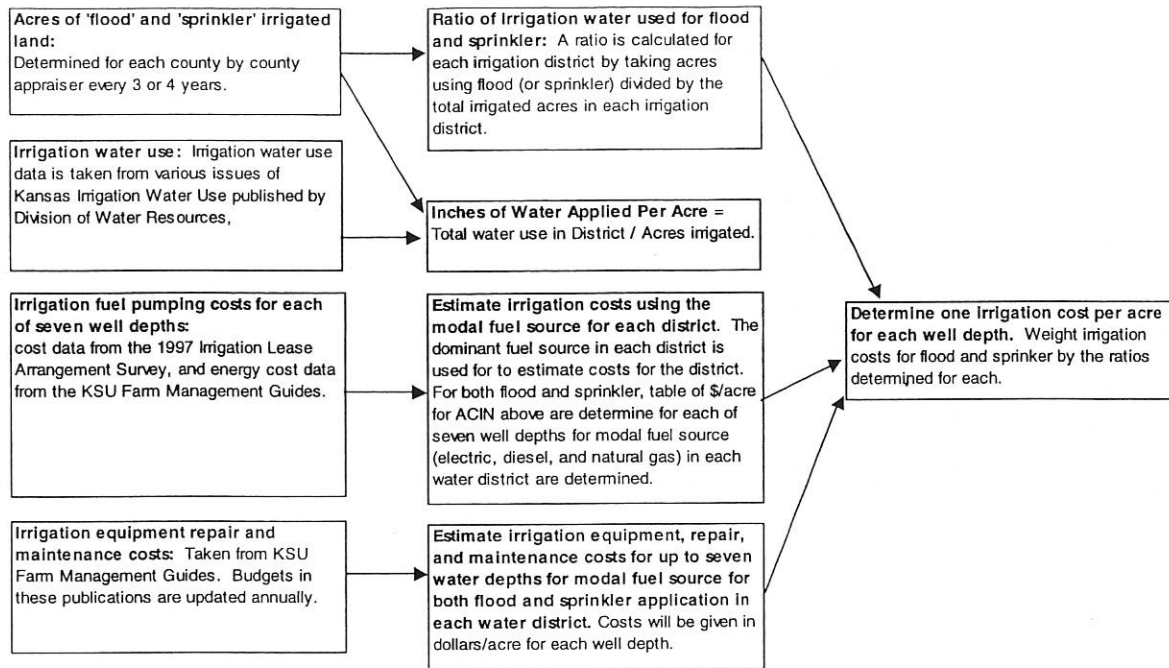 Acres of 'flood' and 'sprinkler' irrigated
land:
Determined for each county by county
appraiser every 3 or 4 years.
Ratio of Irrigation water used for flood
and sprinkler: A ratio is calculated for
each irrigation district by taking acres
using flood (or sprinkler) divided by the
total irrigated acres in each irrigation
district.
Irrigation water use: Irrigation water use
data is taken from various issues of
Kansas Irrigation Water Use published by
Division of Water Resources,
Inches of Water Applied Per Acre =
Total water use in District / Acres irrigated.
Irrigation fuel pumping costs for each
of seven well depths:
cost data from the 1997 Irrigation Lease
Arrangement Survey, and energy cost data
from the KSU Farm Management Guides.
Estimate irrigation costs using the
modal fuel source for each district. The
dominant fuel source in each district is
used for to estimate costs for the district.
For both flood and sprinkler, table of $/acre
for ACIN above are determine for each of
seven well depths for modal fuel source
(electric, diesel, and natural gas) in each
water district are determined.
Determine one irrigation cost per acre
for each well depth. Weight irrigation
costs for flood and sprinker by the ratios
determined for each.
Irrigation equipment repair and
maintenance costs: Taken from KSU
Farm Management Guides. Budgets in
these publications are updated annually.
Estimate irrigation equipment, repair,
and maintenance costs for up to seven
water depths for modal fuel source for
both flood and sprinkler application in
each water district. Costs will be given in
dollars/acre for each well depth.